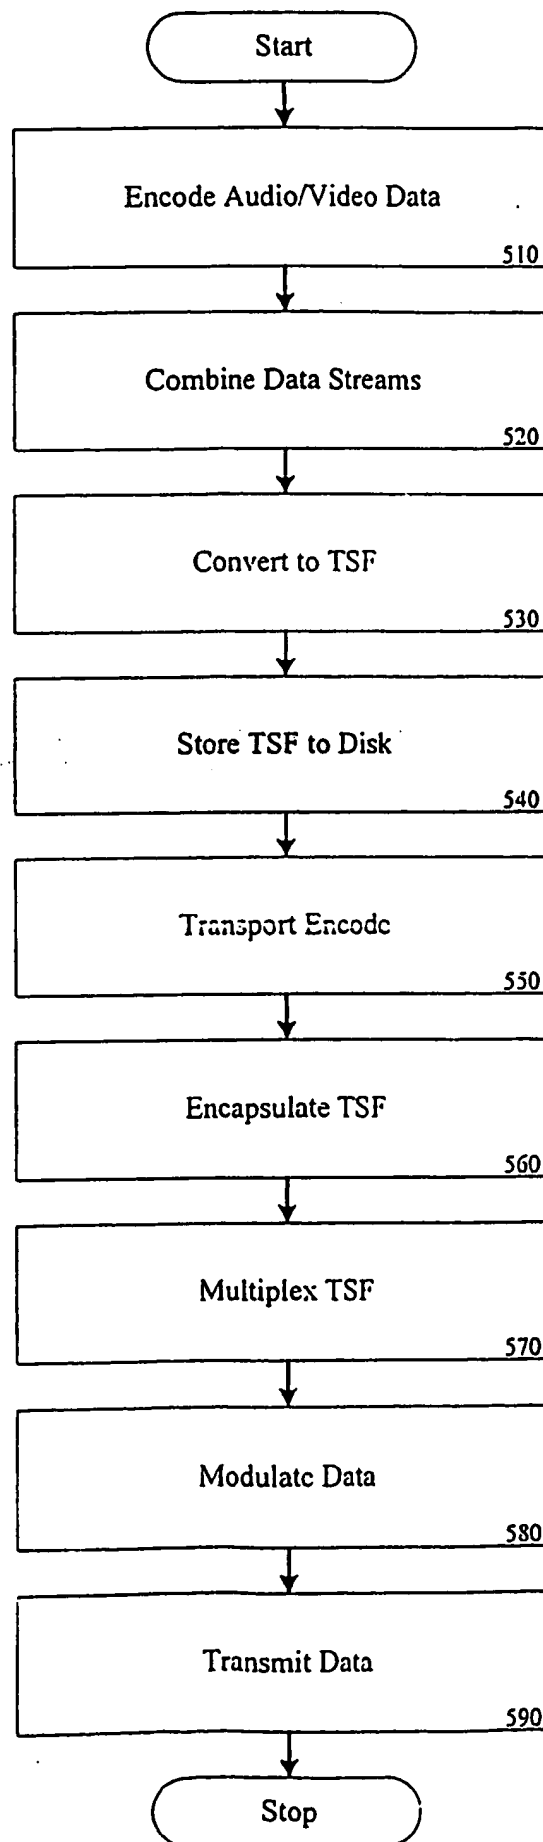 Start
Encode Audio/Video Data
510
Combine Data Streams
520
Convert to TSF
530
Store TSF to Disk
540
Transport Encode
550
Encapsulate TSF
560
Multiplex TSF
570
Modulate Data
580
Transmit Data
590
Stop